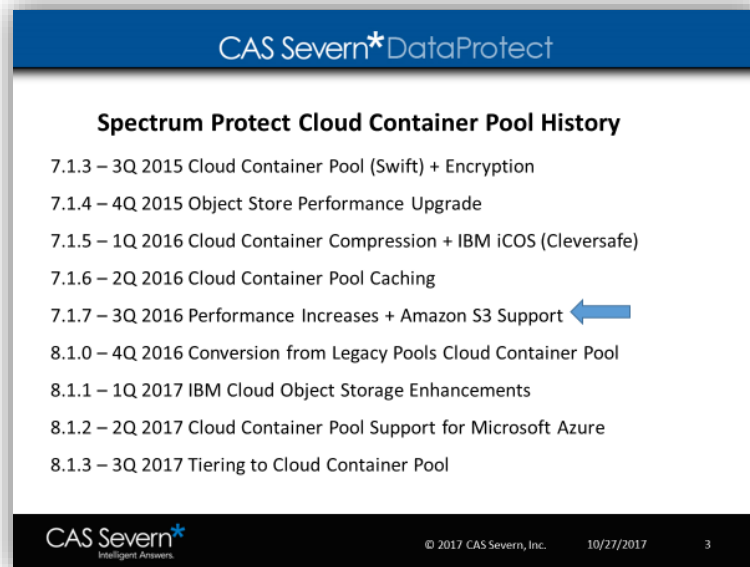 CAS Severn* DataProtect
Spectrum Protect Cloud Container Pool History
7.1.3 – 3Q 2015 Cloud Container Pool (Swift) + Encryption
7.1.4 – 4Q 2015 Object Store Performance Upgrade
7.1.5 – 1Q 2016 Cloud Container Compression + IBM iCOS (Cleversafe)
7.1.6 – 2Q 2016 Cloud Container Pool Caching
7.1.7 – 3Q 2016 Performance Increases + Amazon S3 Support
8.1.0 – 4Q 2016 Conversion from Legacy Pools Cloud Container Pool
8.1.1 – 1Q 2017 IBM Cloud Object Storage Enhancements
8.1.2 – 2Q 2017 Cloud Container Pool Support for Microsoft Azure
8.1.3 – 3Q 2017 Tiering to Cloud Container Pool
CAS Severn*
Intelligent Answers.
© 2017 CAS Severn, Inc. 10/27/2017 3